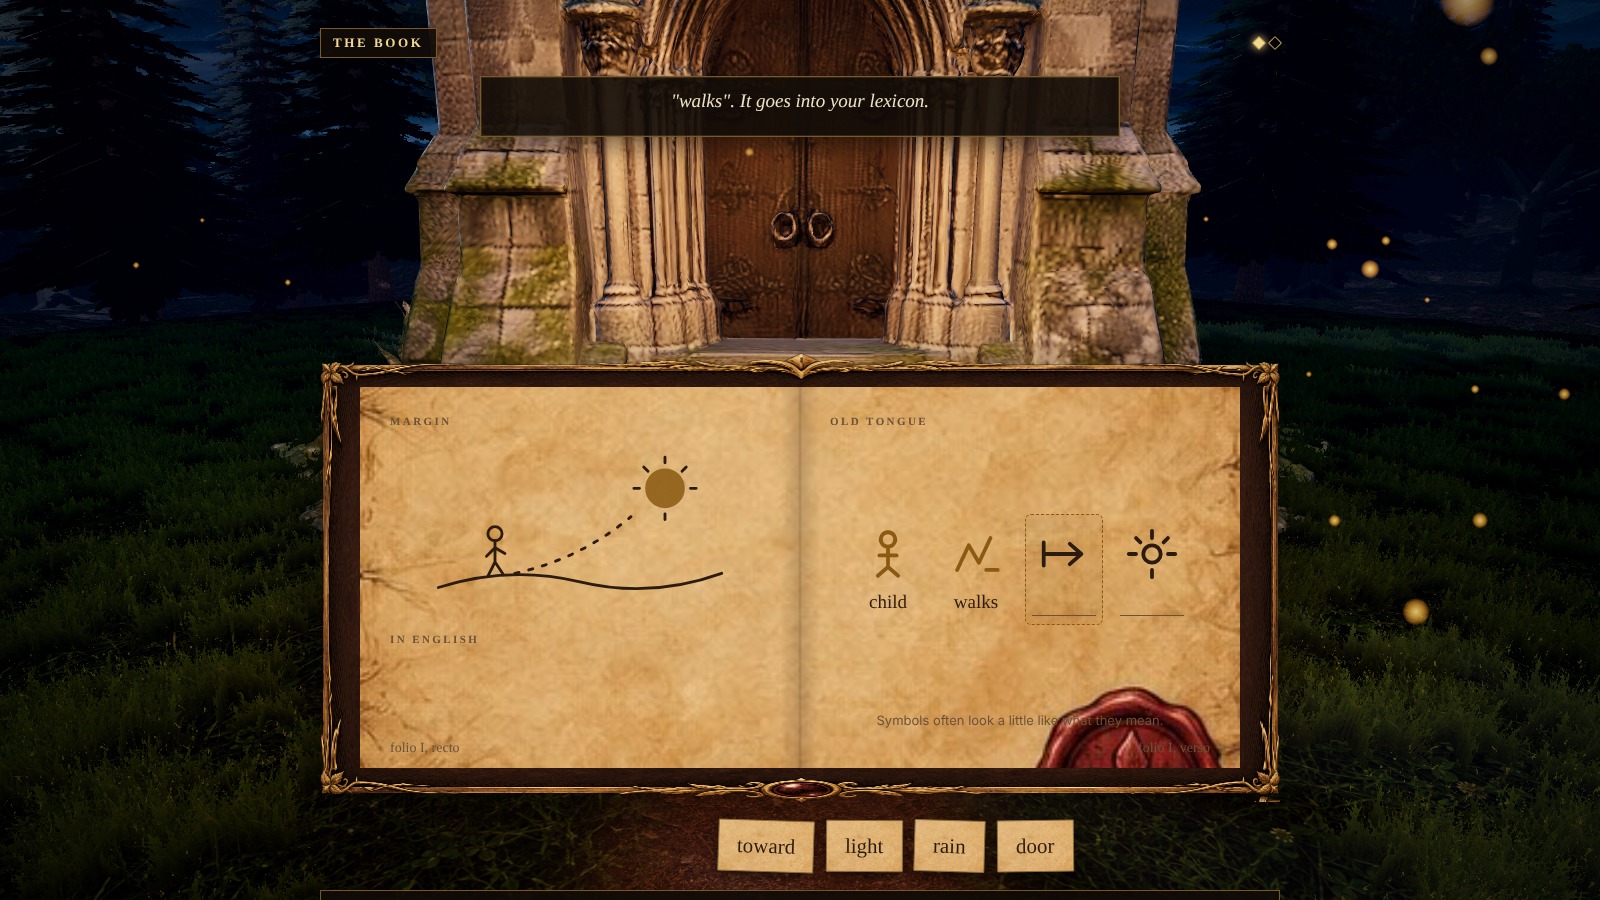 THE BOOK
"walks". It goes into your lexicon.
MARGIN
OLD TONGUE
child walks
IN ENGLISH
Symbols often look a little like what they mean.
folio I, recto
folio I, verso
toward light rain door